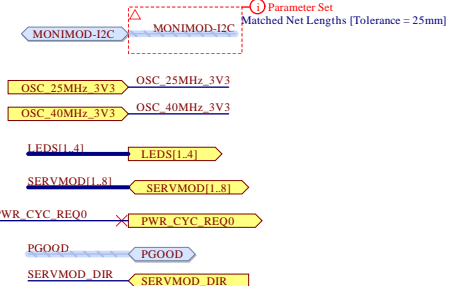 Parameter Set
MONIMOD-I2C MONIMOD-I2C Matched Net Lengths [Tolerance = 25mm]
OSC_25MHz_3V3 OSC_25MHz_3V3
OSC_40MHz_3V3 OSC_40MHz_3V3
LEDS[1..4] LEDS[1..4]
SERVMOD[1..8] SERVMOD[1..8]
PWR_CYC_REQ0 PWR_CYC_REQ0
PGOOD PGOOD
SERVMOD_DIR SERVMOD_DIR